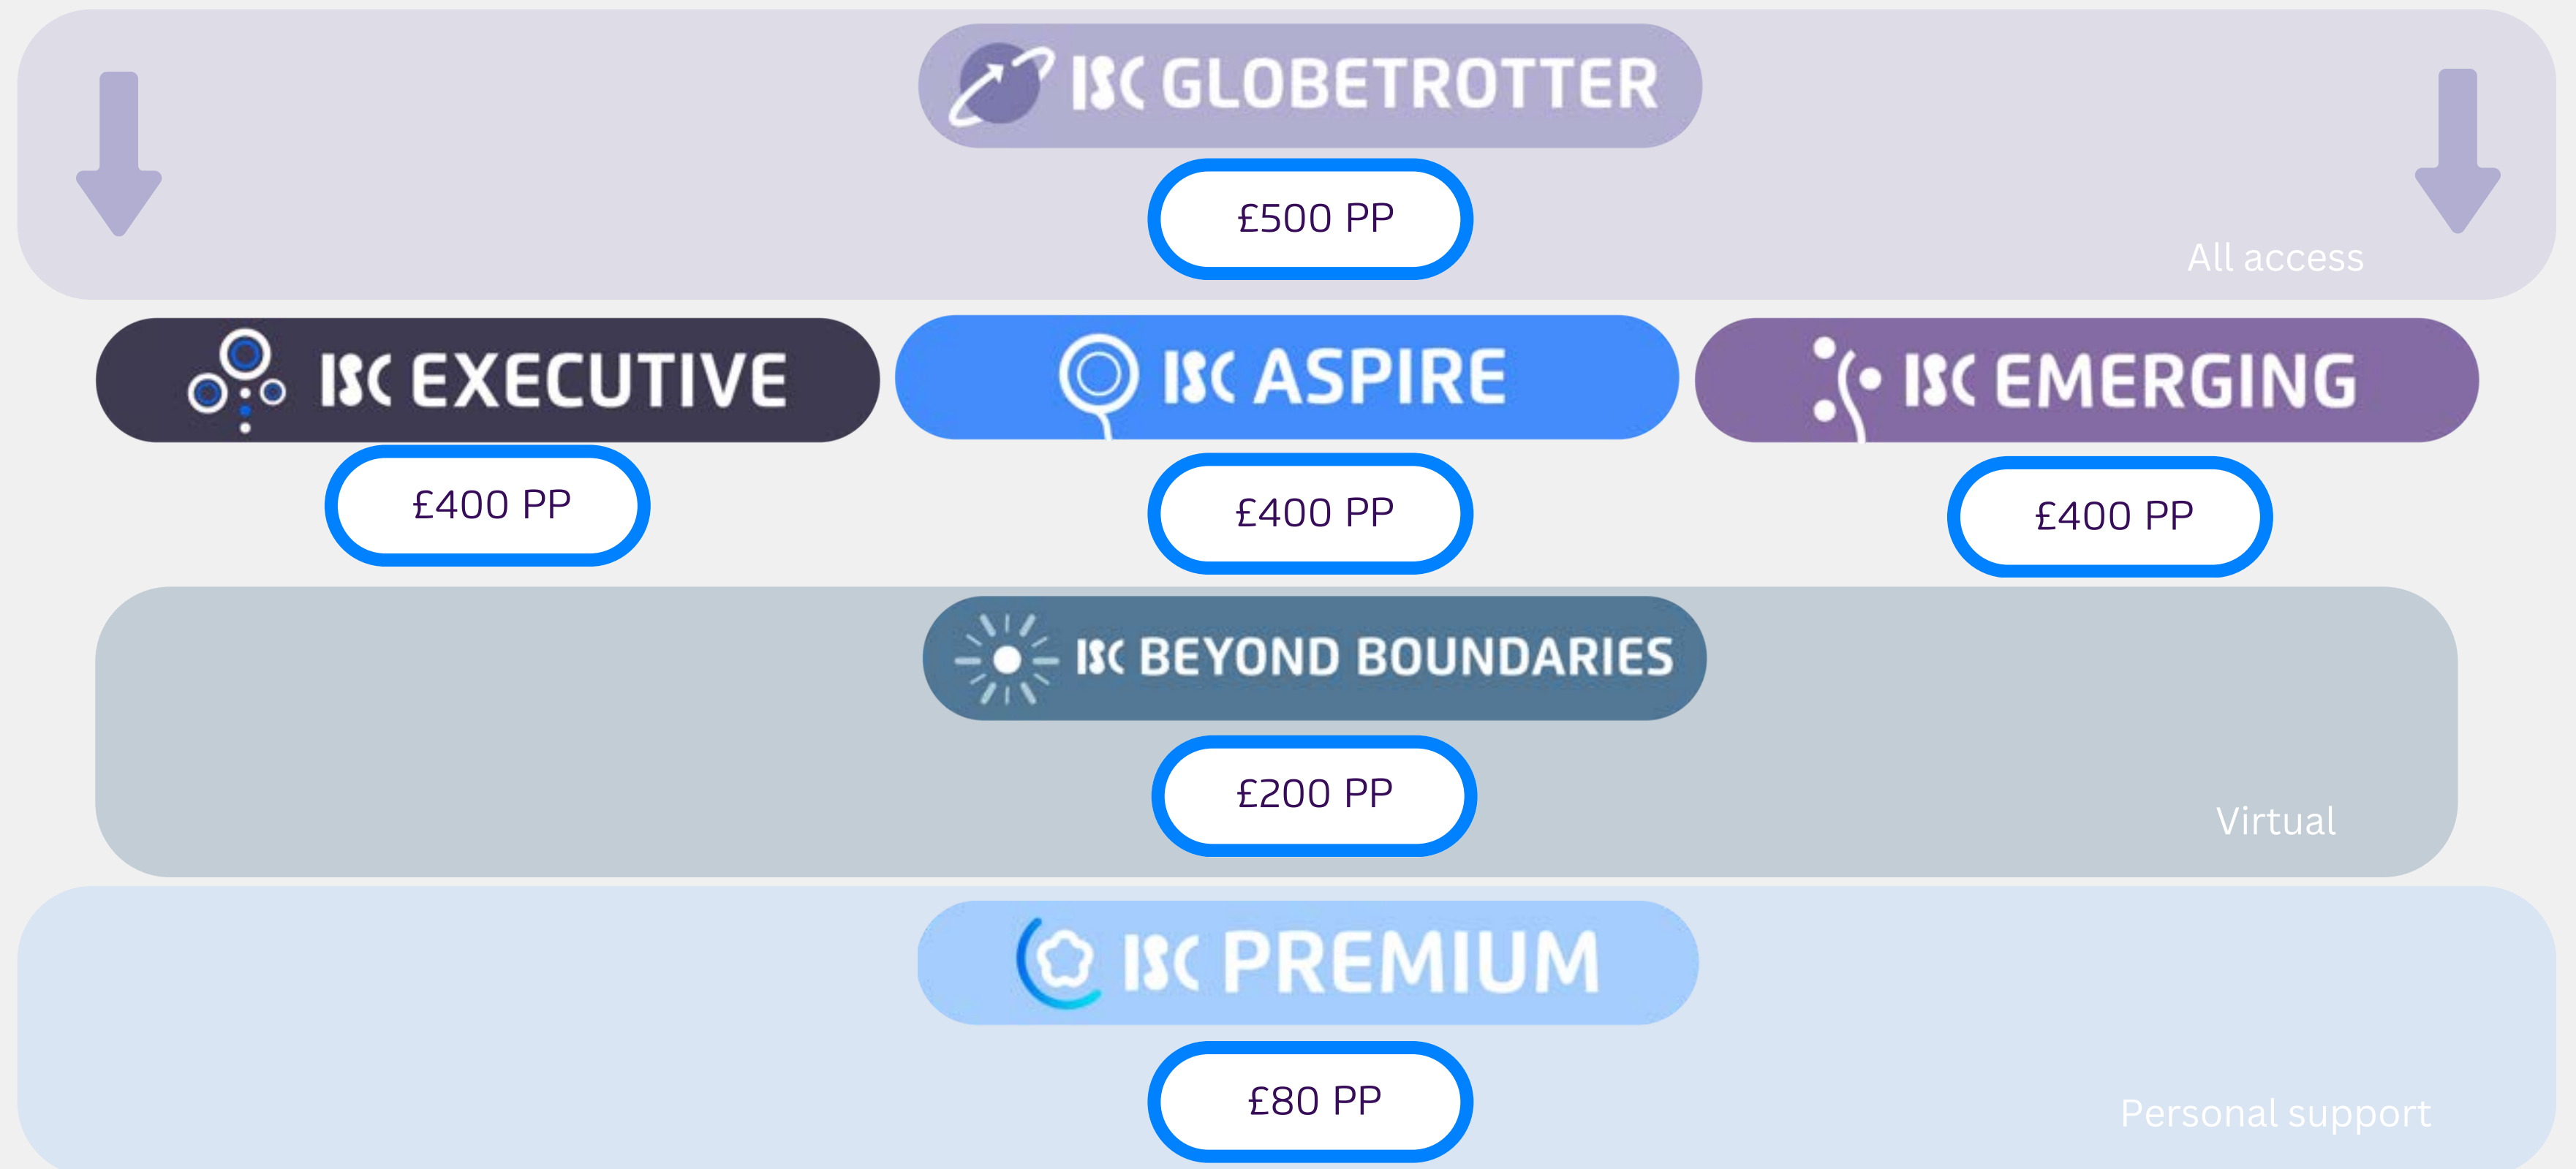 ISC GLOBETROTTER
£500 PP
All access
ISC EXECUTIVE
ISC ASPIRE
ISC EMERGING
£400 PP
£400 PP
£400 PP
ISC BEYOND BOUNDARIES
£200 PP
Virtual
ISC PREMIUM
£80 PP
Personal support